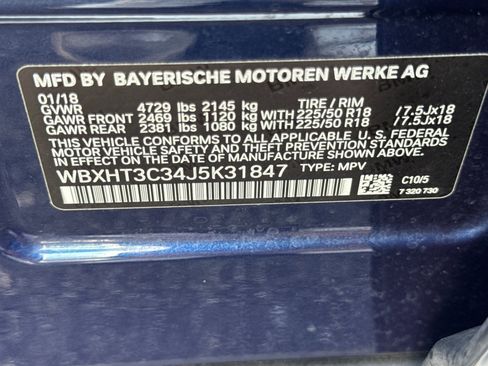 MFD BY BAYERISCHE MOTOREN WERKE AG
01/18
GVWR 4729 lbs 2145 kg TIRE / RIM
GAWR FRONT 2469 lbs 1120 kg WITH 225/50 R18 /7.5Jx18
GAWR REAR 2381 lbs 1080 kg WITH 225/50 R18 /7.5Jx18
THIS VEHICLE CONFORMS TO ALL APPLICABLE U. S. FEDERAL
MOTOR VEHICLE SAFETY, BUMPER, AND THEFT PREVENTION
STANDARDS IN EFFECT ON THE DATE OF MANUFACTURE SHOWN ABOVE.
WBXHT3C34J5K31847 TYPE: MPV
C10/5
7 320 730